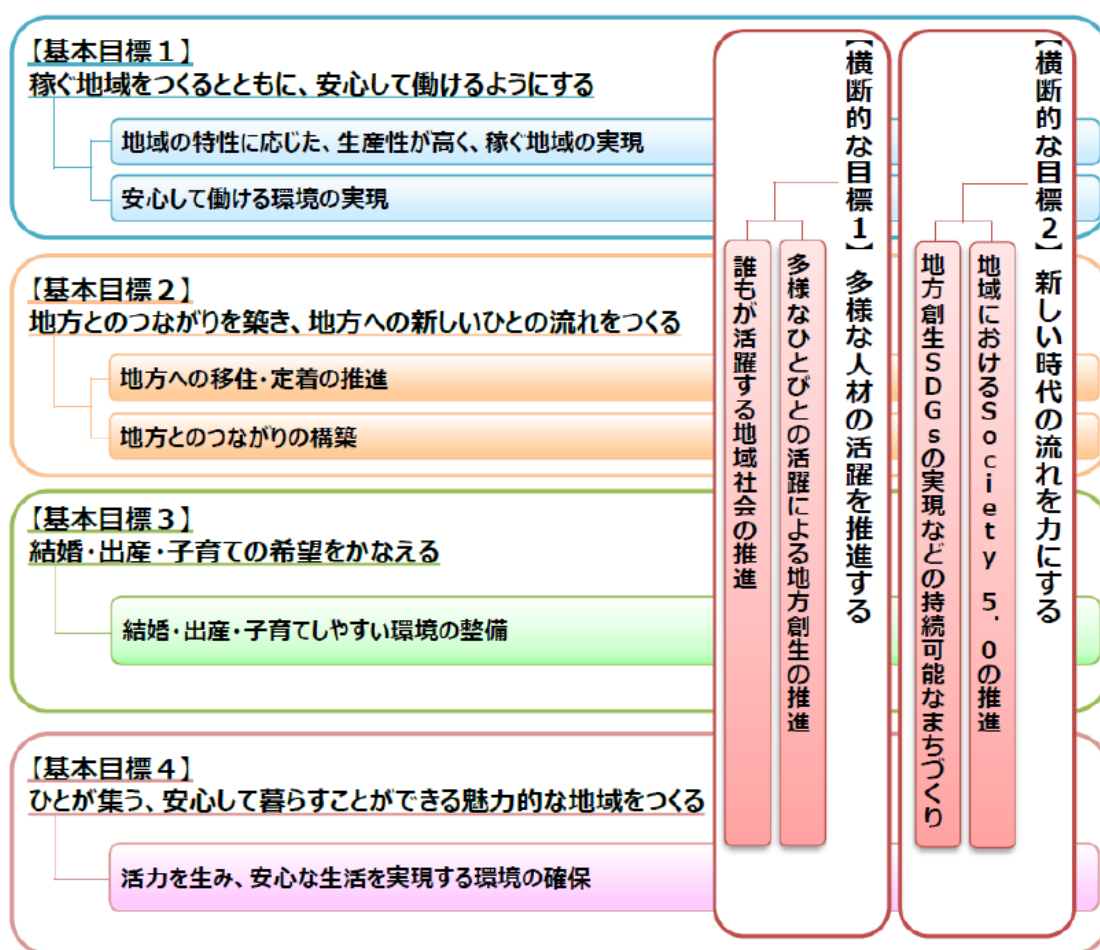 【基本目標１】
稼ぐ地域をつくるとともに、安心して働けるようにする
地域の特性に応じた、生産性が高く、稼ぐ地域の実現
安心して働ける環境の実現
【基本目標２】
地方とのつながりを築き、地方への新しいひとの流れをつくる
地方への移住・定着の推進
地方とのつながりの構築
【基本目標３】
結婚・出産・子育ての希望をかなえる
結婚・出産・子育てしやすい環境の整備
【基本目標４】
ひとが集う、安心して暮らすことができる魅力的な地域をつくる
活力を生み、安心な生活を実現する環境の確保
【横断的な目標１】多様な人材の活躍を推進する
多様なひとびとの活躍による地方創生の推進
誰もが活躍する地域社会の推進
【横断的な目標２】新しい時代の流れを力にする
地域におけるSociety 5.0の推進
地方創生SDGsの実現などの持続可能なまちづくり